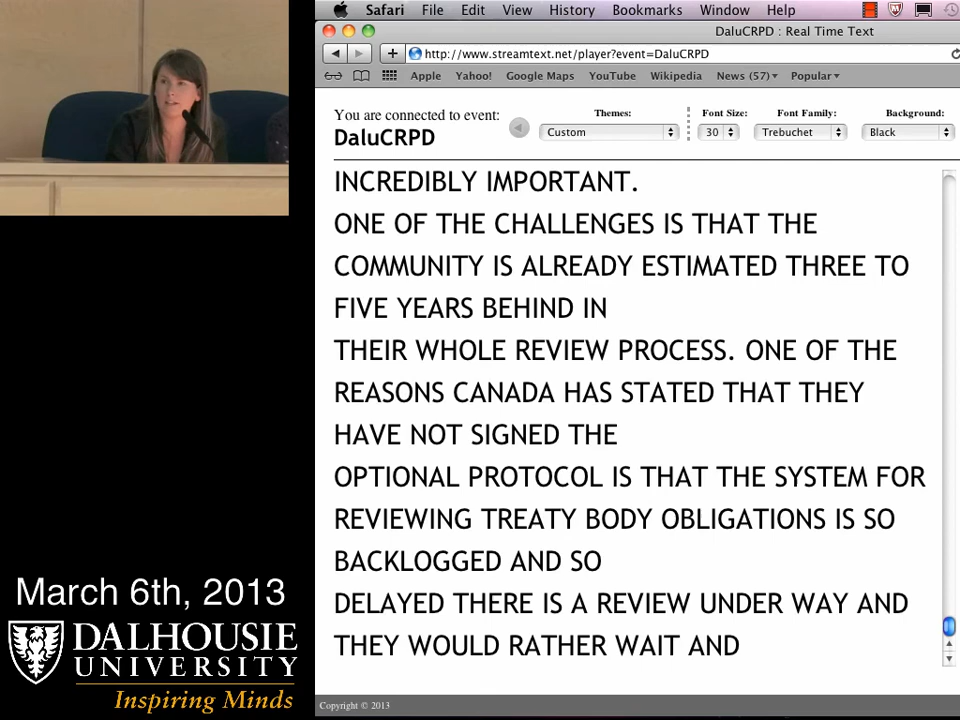 Safari File Edit View History Bookmarks Window Help
DaluCRPD : Real Time Text
http://www.streamtext.net/player?event=DaluCRPD
Apple Yahoo! Google Maps YouTube Wikipedia News (57) Popular
You are connected to event:
DaluCRPD
Themes: Font Size: Font Family: Background:
Custom 30 Trebuchet Black
INCREDIBLY IMPORTANT.
ONE OF THE CHALLENGES IS THAT THE
COMMUNITY IS ALREADY ESTIMATED THREE TO
FIVE YEARS BEHIND IN
THEIR WHOLE REVIEW PROCESS. ONE OF THE
REASONS CANADA HAS STATED THAT THEY
HAVE NOT SIGNED THE
OPTIONAL PROTOCOL IS THAT THE SYSTEM FOR
REVIEWING TREATY BODY OBLIGATIONS IS SO
BACKLOGGED AND SO
DELAYED THERE IS A REVIEW UNDER WAY AND
THEY WOULD RATHER WAIT AND
Copyright © 2013
March 6th, 2013
DALHOUSIE
UNIVERSITY
Inspiring Minds